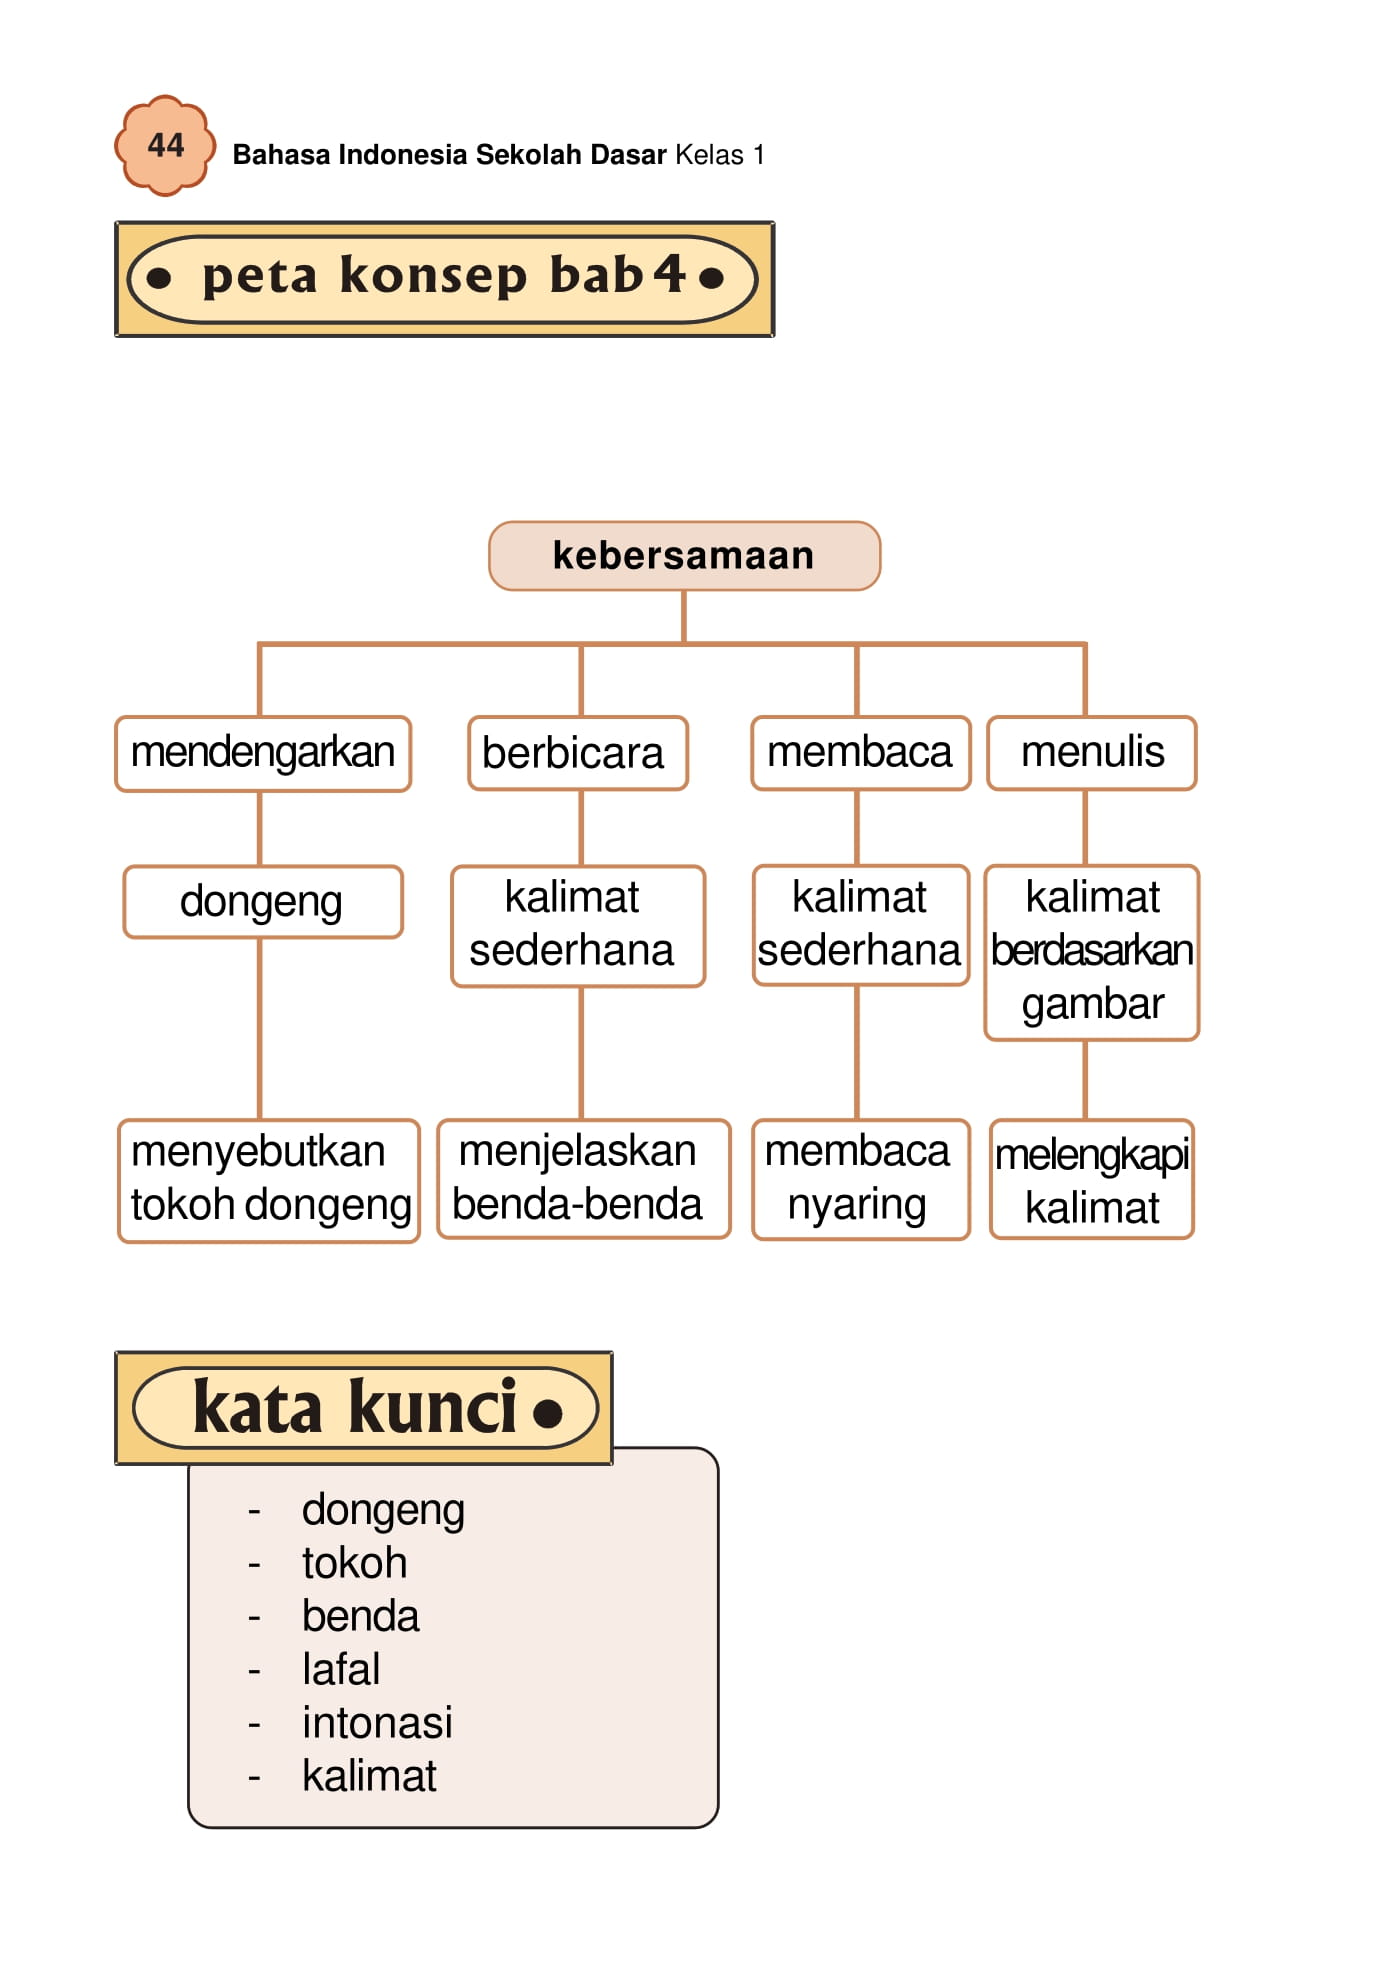 44
Bahasa Indonesia Sekolah Dasar Kelas 1
peta konsep bab 4
kebersamaan
mendengarkan
berbicara
membaca
menulis
dongeng
kalimat
sederhana
kalimat
sederhana
kalimat
berdasarkan
gambar
menyebutkan
tokoh dongeng
menjelaskan
benda-benda
membaca
nyaring
melengkapi
kalimat
kata kunci
- dongeng
- tokoh
- benda
- lafal
- intonasi
- kalimat